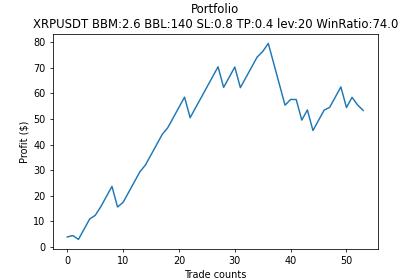 Portfolio
XRPUSDT BBM:2.6 BBL:140 SL:0.8 TP:0.4 lev:20 WinRatio:74.0
80
70
60
50
40
30
20
10
0
Profit ($)
0 10 20 30 40 50
Trade counts